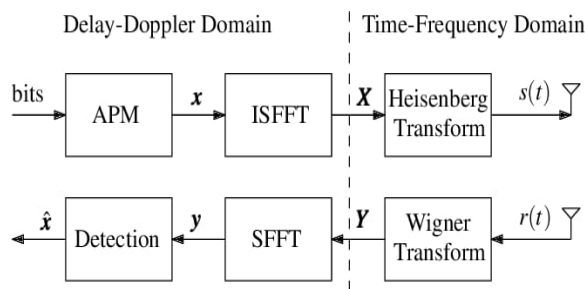 Delay-Doppler Domain
Time-Frequency Domain
bits
APM
x
ISFFT
X
Heisenberg
Transform
s(t)
x̂
Detection
y
SFFT
Y
Wigner
Transform
r(t)